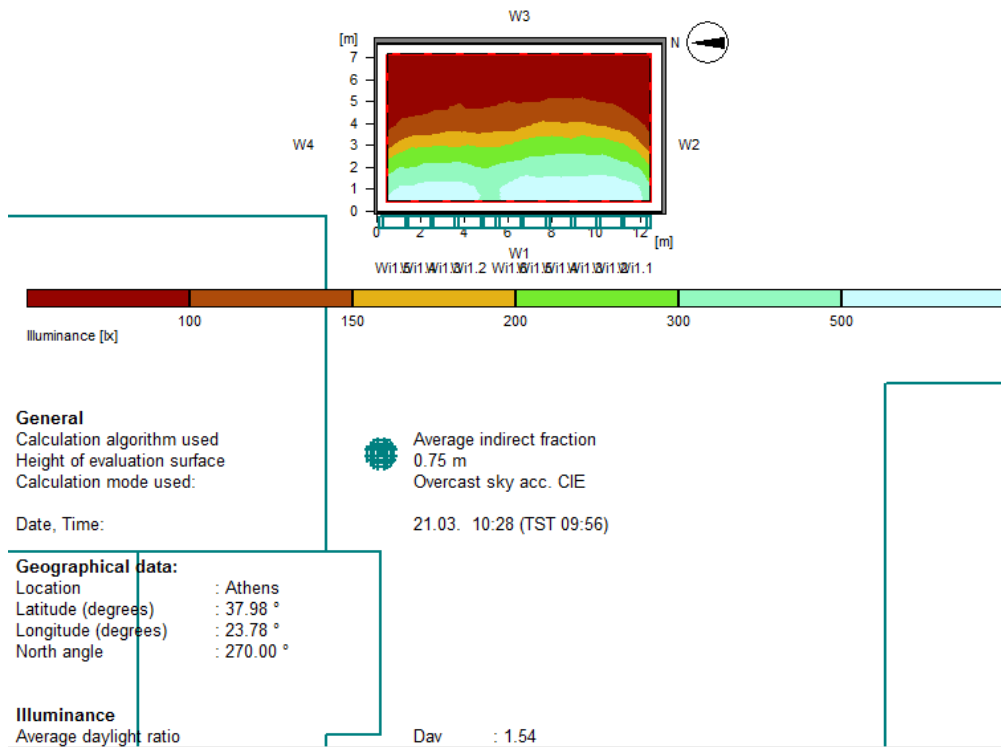 W3
[m]
N
7
6
5
4
3
2
1
0
W4
W2
0 2 4 6 8 10 12
[m]
W1
Wi1.2
Wi1.1
100 150 200 300 500
Illuminance [lx]
General
Calculation algorithm used Average indirect fraction
Height of evaluation surface 0.75 m
Calculation mode used: Overcast sky acc. CIE
Date, Time: 21.03. 10:28 (TST 09:56)
Geographical data:
Location : Athens
Latitude (degrees) : 37.98 °
Longitude (degrees) : 23.78 °
North angle : 270.00 °
Illuminance
Average daylight ratio Dav : 1.54